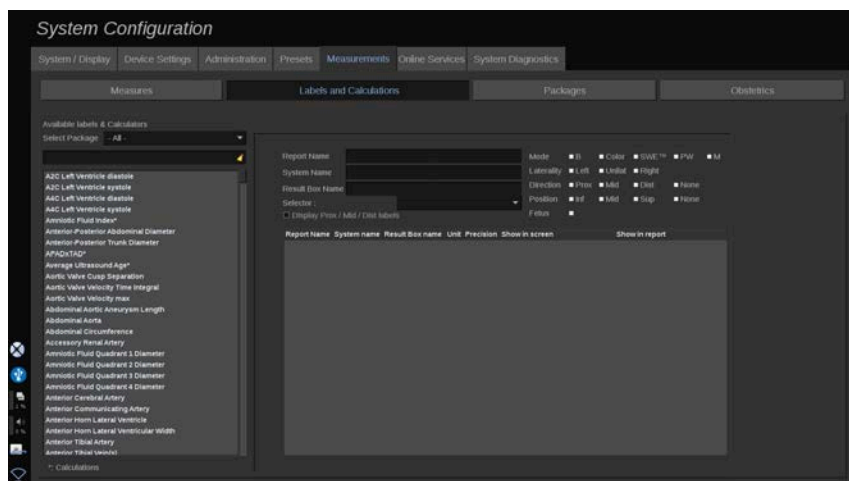 System Configuration
System / Display Device Settings Administration Presets Measurements Online Services System Diagnostics
Measures Labels and Calculations Packages Obstetrics
Available labels & Calculators
Select Package - All -
A2C Left Ventricle diastole
A2C Left Ventricle systole
A4C Left Ventricle diastole
A4C Left Ventricle systole
Amniotic Fluid Index*
Anterior-Posterior Abdominal Diameter
Anterior-Posterior Trunk Diameter
APADxTAD*
Average Ultrasound Age*
Aortic Valve Cusp Separation
Aortic Valve Velocity Time Integral
Aortic Valve Velocity max
Abdominal Aortic Aneurysm Length
Abdominal Aorta
Abdominal Circumference
Accessory Renal Artery
Amniotic Fluid Quadrant 1 Diameter
Amniotic Fluid Quadrant 2 Diameter
Amniotic Fluid Quadrant 3 Diameter
Amniotic Fluid Quadrant 4 Diameter
Anterior Cerebral Artery
Anterior Communicating Artery
Anterior Horn Lateral Ventricle
Anterior Horn Lateral Ventricular Width
Anterior Tibial Artery
Anterior Tibial Vein(s)
*: Calculations
Report Name
System Name
Result Box Name
Selector :
Display Prox / Mid / Dist labels
Mode B Color SWE™ PW M
Laterality Left Unilat Right
Direction Prox Mid Dist None
Position Inf Mid Sup None
Fetus
Report Name System name Result Box name Unit Precision Show in screen Show in report